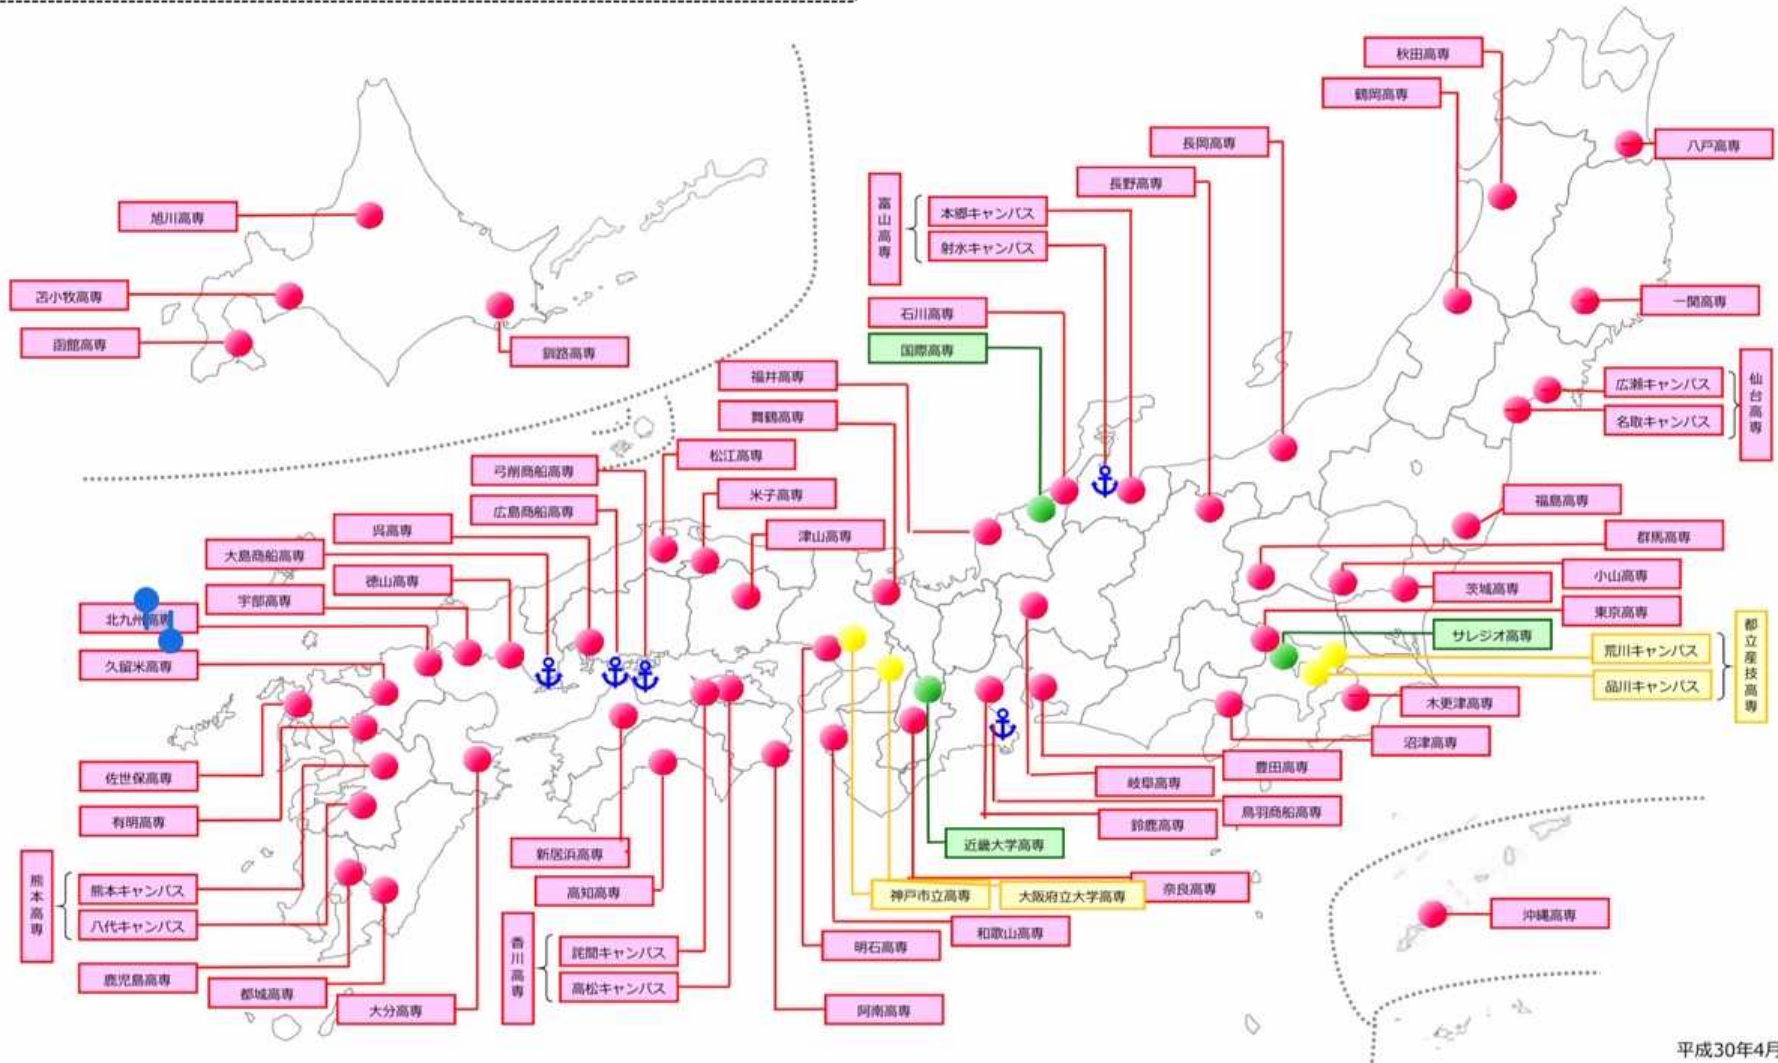 秋田高専
鶴岡高専
八戸高専
長岡高専
長野高専
富山高専
本郷キャンパス
射水キャンパス
旭川高専
苫小牧高専
函館高専
釧路高専
石川高専
国際高専
一関高専
福井高専
舞鶴高専
広瀬キャンパス
名取キャンパス
仙台高専
松江高専
弓削商船高専
米子高専
広島商船高専
津山高専
呉高専
大島商船高専
徳山高専
宇部高専
北九州高専
久留米高専
福島高専
群馬高専
小山高専
茨城高専
東京高専
サレジオ高専
荒川キャンパス
品川キャンパス
都立産技高専
木更津高専
沼津高専
豊田高専
岐阜高専
鳥羽商船高専
鈴鹿高専
佐世保高専
有明高専
熊本高専
熊本キャンパス
八代キャンパス
鹿児島高専
都城高専
大分高専
新居浜高専
高知高専
香川高専
詫間キャンパス
高松キャンパス
近畿大学高専
神戸市立高専
大阪府立大学高専
奈良高専
和歌山高専
明石高専
阿南高専
沖縄高専
平成30年4月